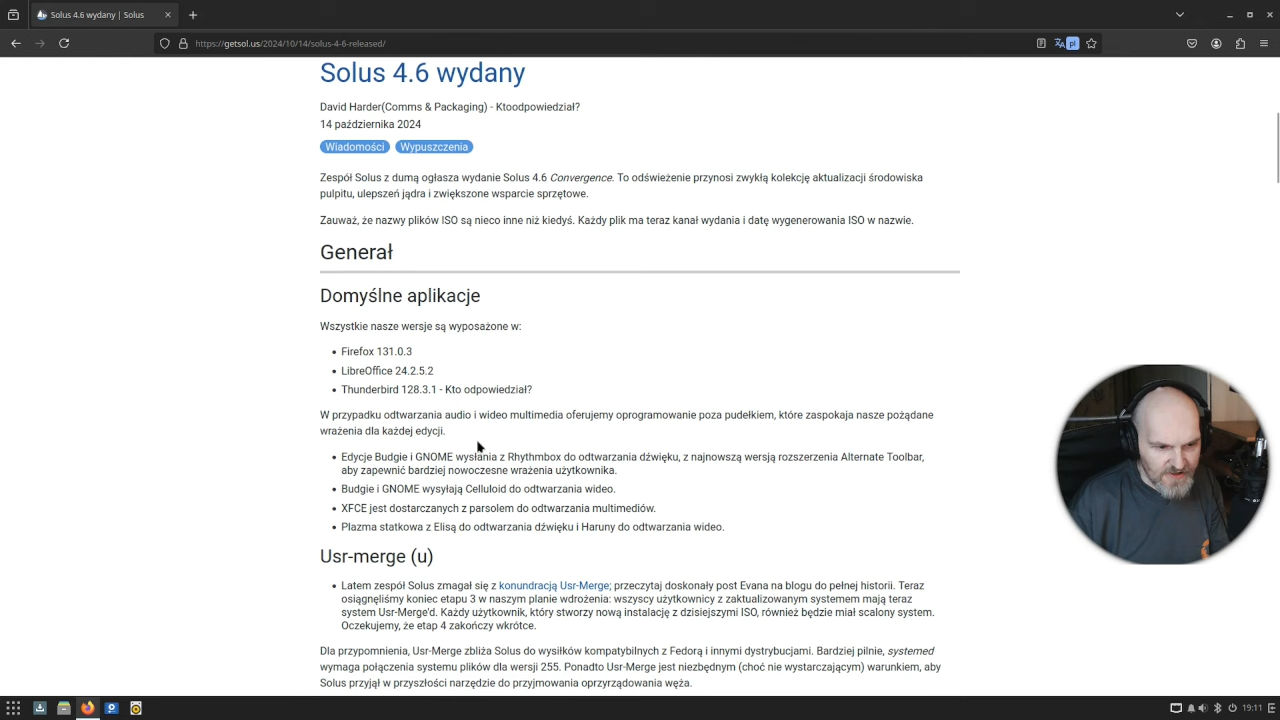 Solus 4.6 wydany | Solus
https://getsol.us/2024/10/14/solus-4-6-released/
pl
Solus 4.6 wydany
David Harder(Comms & Packaging) - Ktoodpowiedział?
14 października 2024
Wiadomości Wypuszczenia
Zespół Solus z dumą ogłasza wydanie Solus 4.6 Convergence. To odświeżenie przynosi zwykłą kolekcję aktualizacji środowiska
pulpitu, ulepszeń jądra i zwiększone wsparcie sprzętowe.
Zauważ, że nazwy plików ISO są nieco inne niż kiedyś. Każdy plik ma teraz kanał wydania i datę wygenerowania ISO w nazwie.
Generał
Domyślne aplikacje
Wszystkie nasze wersje są wyposażone w:
Firefox 131.0.3
LibreOffice 24.2.5.2
Thunderbird 128.3.1 - Kto odpowiedział?
W przypadku odtwarzania audio i wideo multimedia oferujemy oprogramowanie poza pudełkiem, które zaspokaja nasze pożądane
wrażenia dla każdej edycji.
Edycje Budgie i GNOME wysłania z Rhythmbox do odtwarzania dźwięku, z najnowszą wersją rozszerzenia Alternate Toolbar,
aby zapewnić bardziej nowoczesne wrażenia użytkownika.
Budgie i GNOME wysyłają Celluloid do odtwarzania wideo.
XFCE jest dostarczanych z parsolem do odtwarzania multimediów.
Plazma statkowa z Elisą do odtwarzania dźwięku i Haruny do odtwarzania wideo.
Usr-merge (u)
Latem zespół Solus zmagał się z konundracją Usr-Merge; przeczytaj doskonały post Evana na blogu do pełnej historii. Teraz
osiągnęliśmy koniec etapu 3 w naszym planie wdrożenia: wszyscy użytkownicy z zaktualizowanym systemem mają teraz
system Usr-Merge'd. Każdy użytkownik, który stworzy nową instalację z dzisiejszymi ISO, również będzie miał scalony system.
Oczekujemy, że etap 4 zakończy wkrótce.
Dla przypomnienia, Usr-Merge zbliża Solus do wysiłków kompatybilnych z Fedorą i innymi dystrybucjami. Bardziej pilnie, systemed
wymaga połączenia systemu plików dla wersji 255. Ponadto Usr-Merge jest niezbędnym (choć nie wystarczającym) warunkiem, aby
Solus przyjął w przyszłości narzędzie do przyjmowania oprzyrządowania węża.
19:11